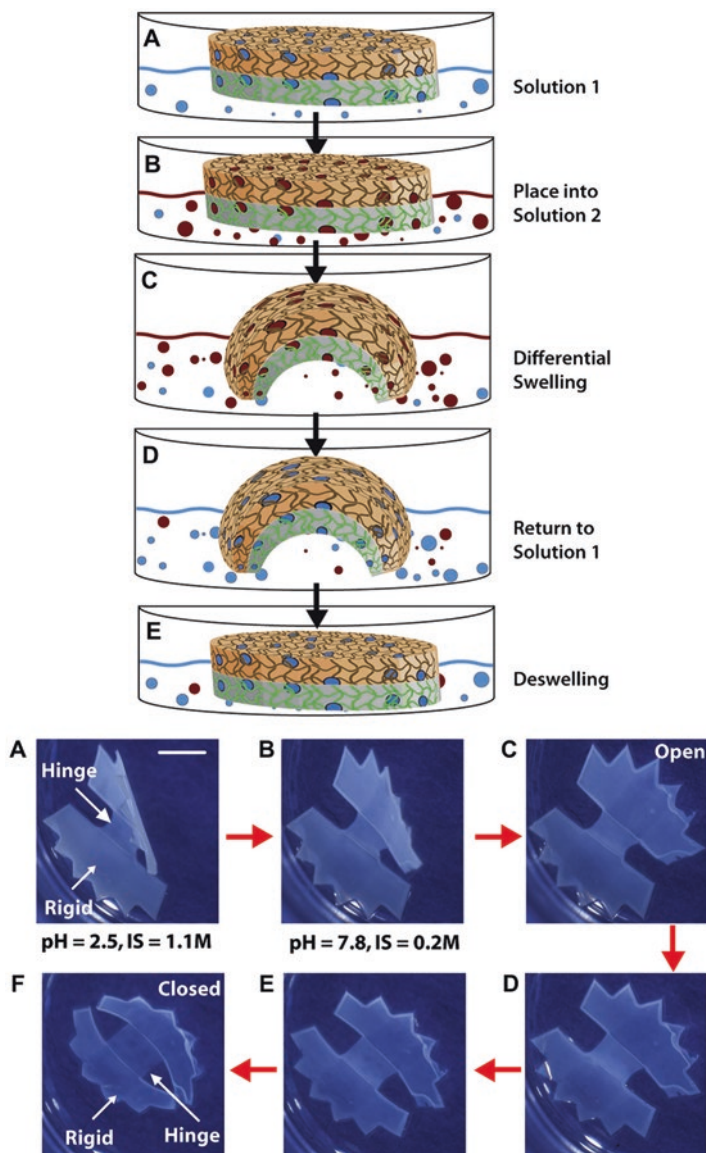 A
Solution 1
B
Place into
Solution 2
C
Differential
Swelling
D
Return to
Solution 1
E
Deswelling
A
Hinge
Rigid
pH = 2.5, IS = 1.1M
B
pH = 7.8, IS = 0.2M
C
Open
F
Closed
Rigid
Hinge
E
D